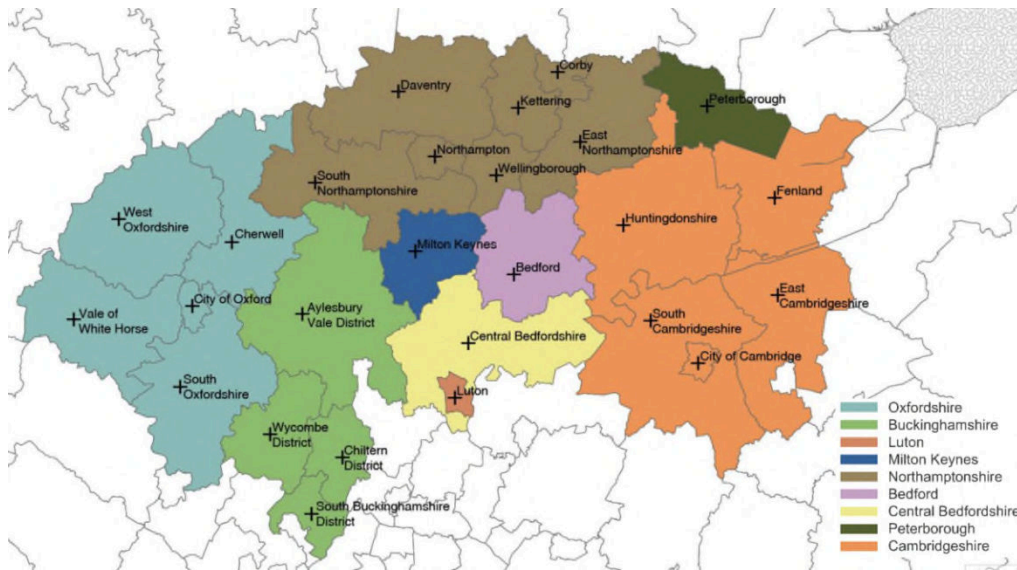 Corby
Daventry
Kettering
Peterborough
East
Northamptonshire
Northampton
Wellingborough
South
Northamptonshire
Fenland
West
Oxfordshire
Cherwell
Huntingdonshire
Milton Keynes
Bedford
City of Oxford
Vale of
White Horse
Aylesbury
Vale District
East
Cambridgeshire
South
Cambridgeshire
Central Bedfordshire
City of Cambridge
South
Oxfordshire
Luton
Wycombe
District
Chiltern
District
South Buckinghamshire
District
Oxfordshire
Buckinghamshire
Luton
Milton Keynes
Northamptonshire
Bedford
Central Bedfordshire
Peterborough
Cambridgeshire